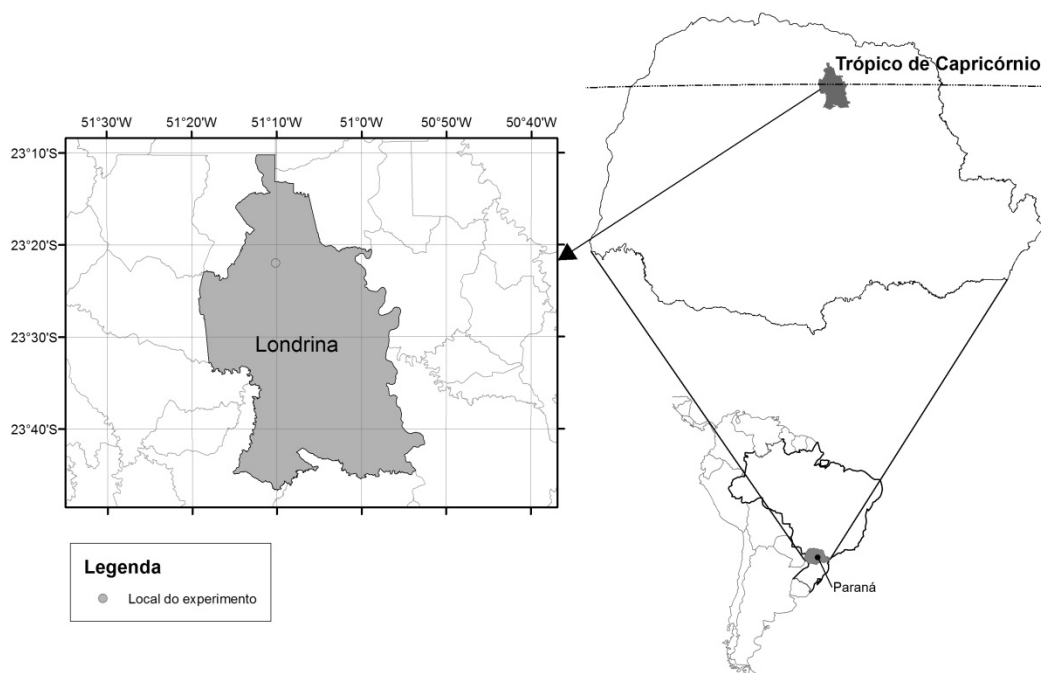 Trópico de Capricórnio
51°30'W 51°20'W 51°10'W 51°00'W 50°50'W 50°40'W
23°10'S
23°20'S
23°30'S
23°40'S
Londrina
Legenda
Local do experimento
Paraná